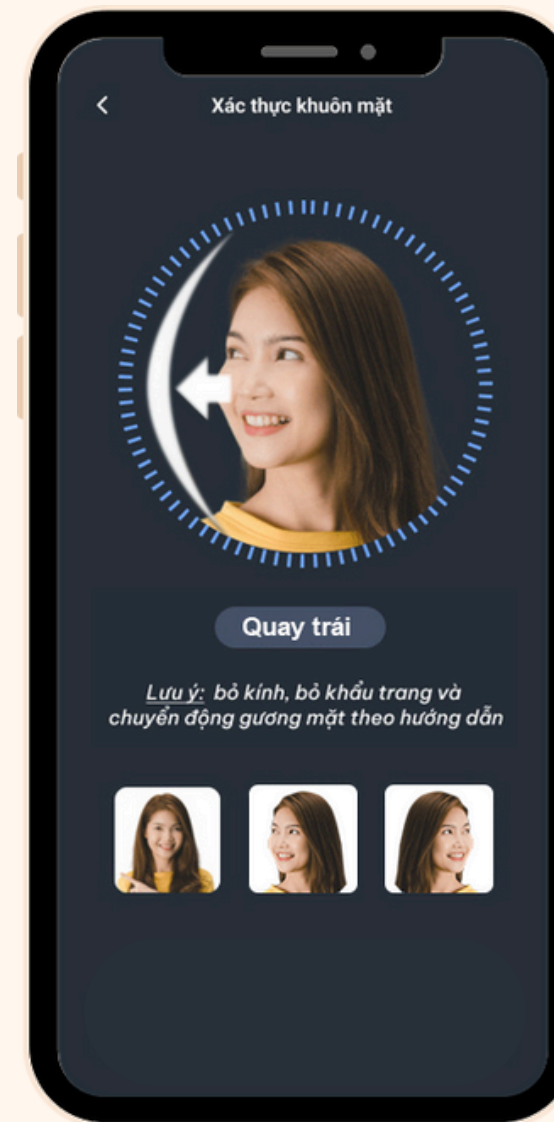 Xác thực khuôn mặt
Quay trái
Lưu ý: bỏ kính, bỏ khẩu trang và
chuyển động gương mặt theo hướng dẫn